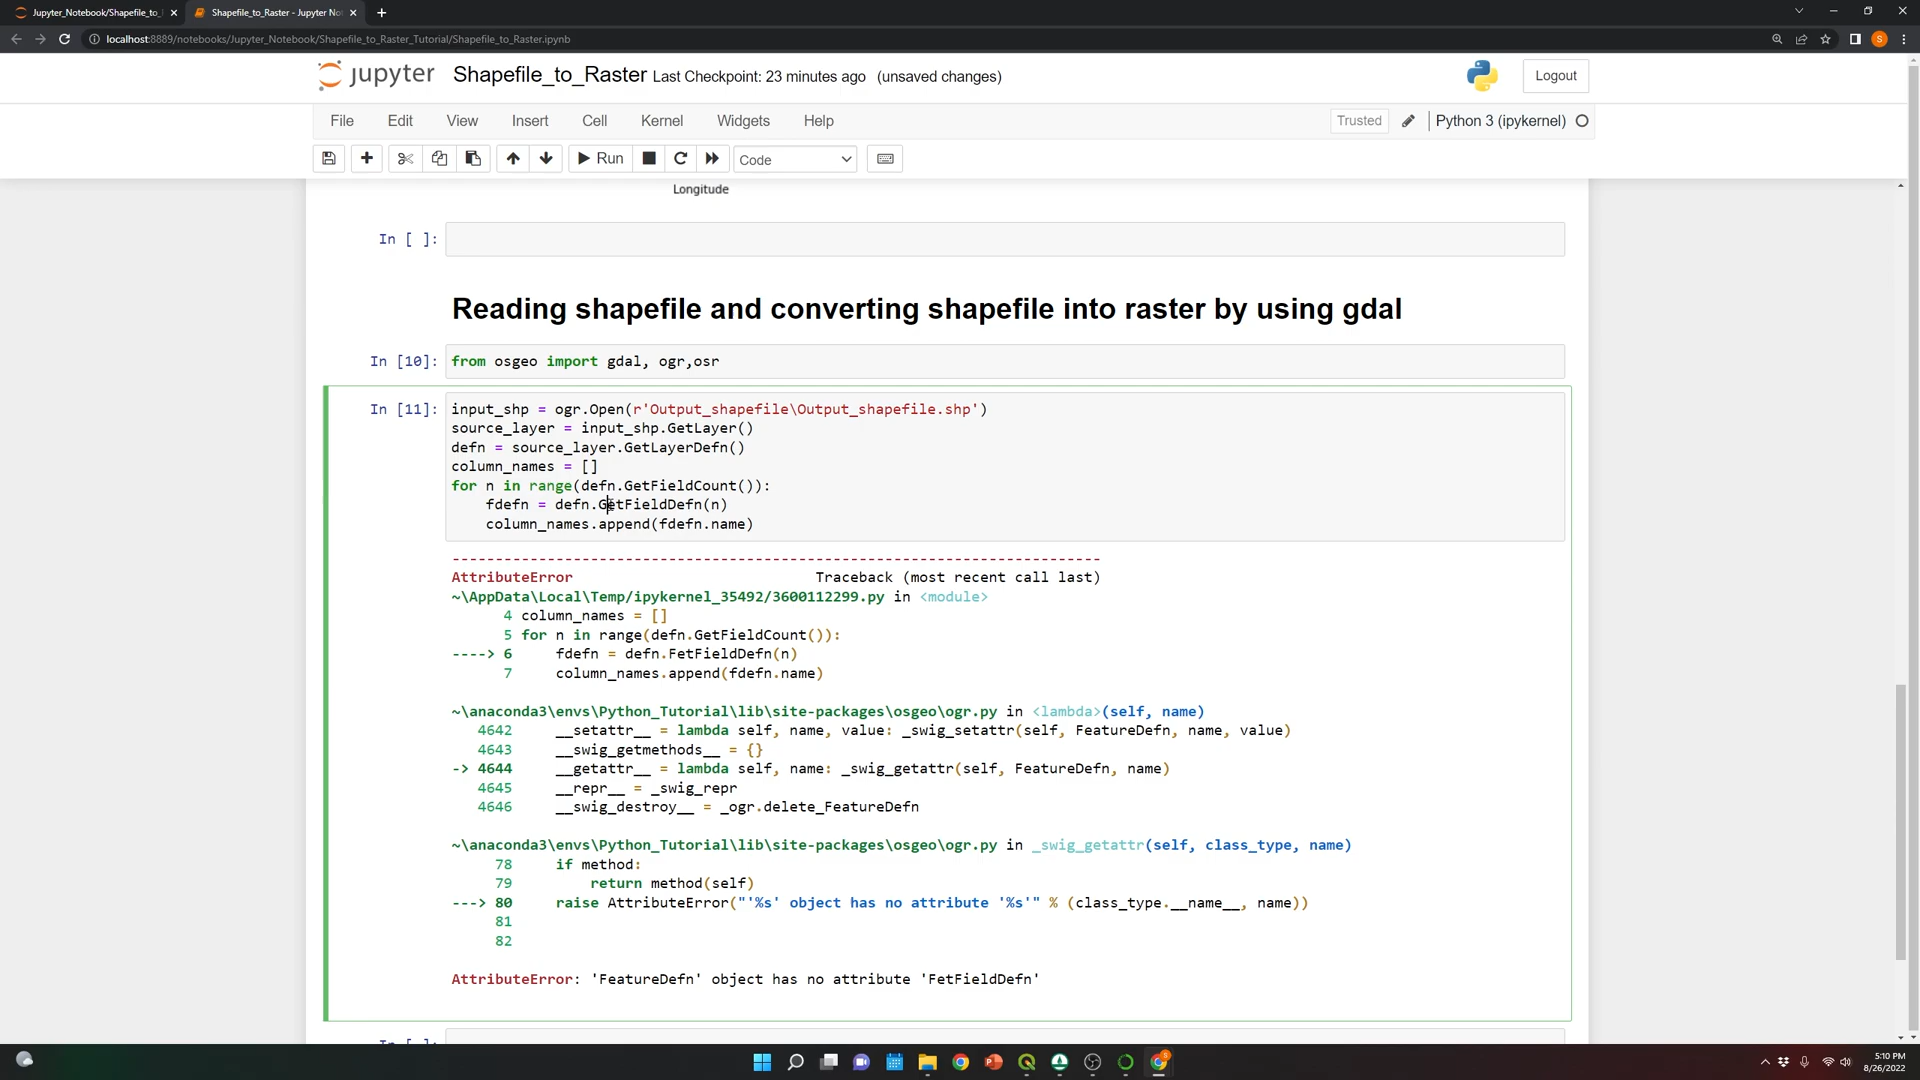 Jupyter_Notebook/Shapefile_to_
Shapefile_to_Raster - Jupyter No
localhost:8889/notebooks/Jupyter_Notebook/Shapefile_to_Raster_Tutorial/Shapefile_to_Raster.ipynb
S
jupyter Shapefile_to_Raster Last Checkpoint: 23 minutes ago (unsaved changes)
Logout
File Edit View Insert Cell Kernel Widgets Help
Trusted
Python 3 (ipykernel)
Run
Code
Longitude
In [ ]:
Reading shapefile and converting shapefile into raster by using gdal
In [10]: from osgeo import gdal, ogr,osr
In [11]: input_shp = ogr.Open(r'Output_shapefile\Output_shapefile.shp')
source_layer = input_shp.GetLayer()
defn = source_layer.GetLayerDefn()
column_names = []
for n in range(defn.GetFieldCount()):
    fdefn = defn.GetFieldDefn(n)
    column_names.append(fdefn.name)
---------------------------------------------------------------------------
AttributeError                            Traceback (most recent call last)
~\AppData\Local\Temp/ipykernel_35492/3600112299.py in <module>
      4 column_names = []
      5 for n in range(defn.GetFieldCount()):
----> 6     fdefn = defn.FetFieldDefn(n)
      7     column_names.append(fdefn.name)
~\anaconda3\envs\Python_Tutorial\lib\site-packages\osgeo\ogr.py in <lambda>(self, name)
   4642     __setattr__ = lambda self, name, value: _swig_setattr(self, FeatureDefn, name, value)
   4643     __swig_getmethods__ = {}
-> 4644     __getattr__ = lambda self, name: _swig_getattr(self, FeatureDefn, name)
   4645     __repr__ = _swig_repr
   4646     __swig_destroy__ = _ogr.delete_FeatureDefn
~\anaconda3\envs\Python_Tutorial\lib\site-packages\osgeo\ogr.py in _swig_getattr(self, class_type, name)
     78     if method:
     79         return method(self)
---> 80     raise AttributeError("'%s' object has no attribute '%s'" % (class_type.__name__, name))
     81
     82
AttributeError: 'FeatureDefn' object has no attribute 'FetFieldDefn'
5:10 PM
8/26/2022